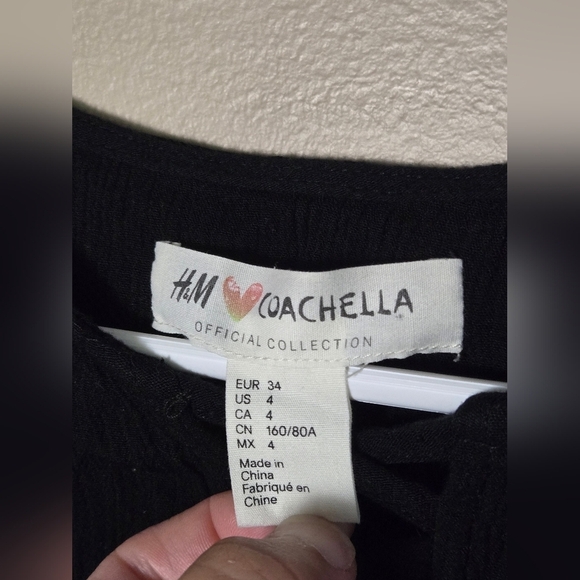 H&M COACHELLA
OFFICIAL COLLECTION
EUR 34
US 4
CA 4
CN 160/80A
MX 4
Made in
China
Fabriqué en
Chine